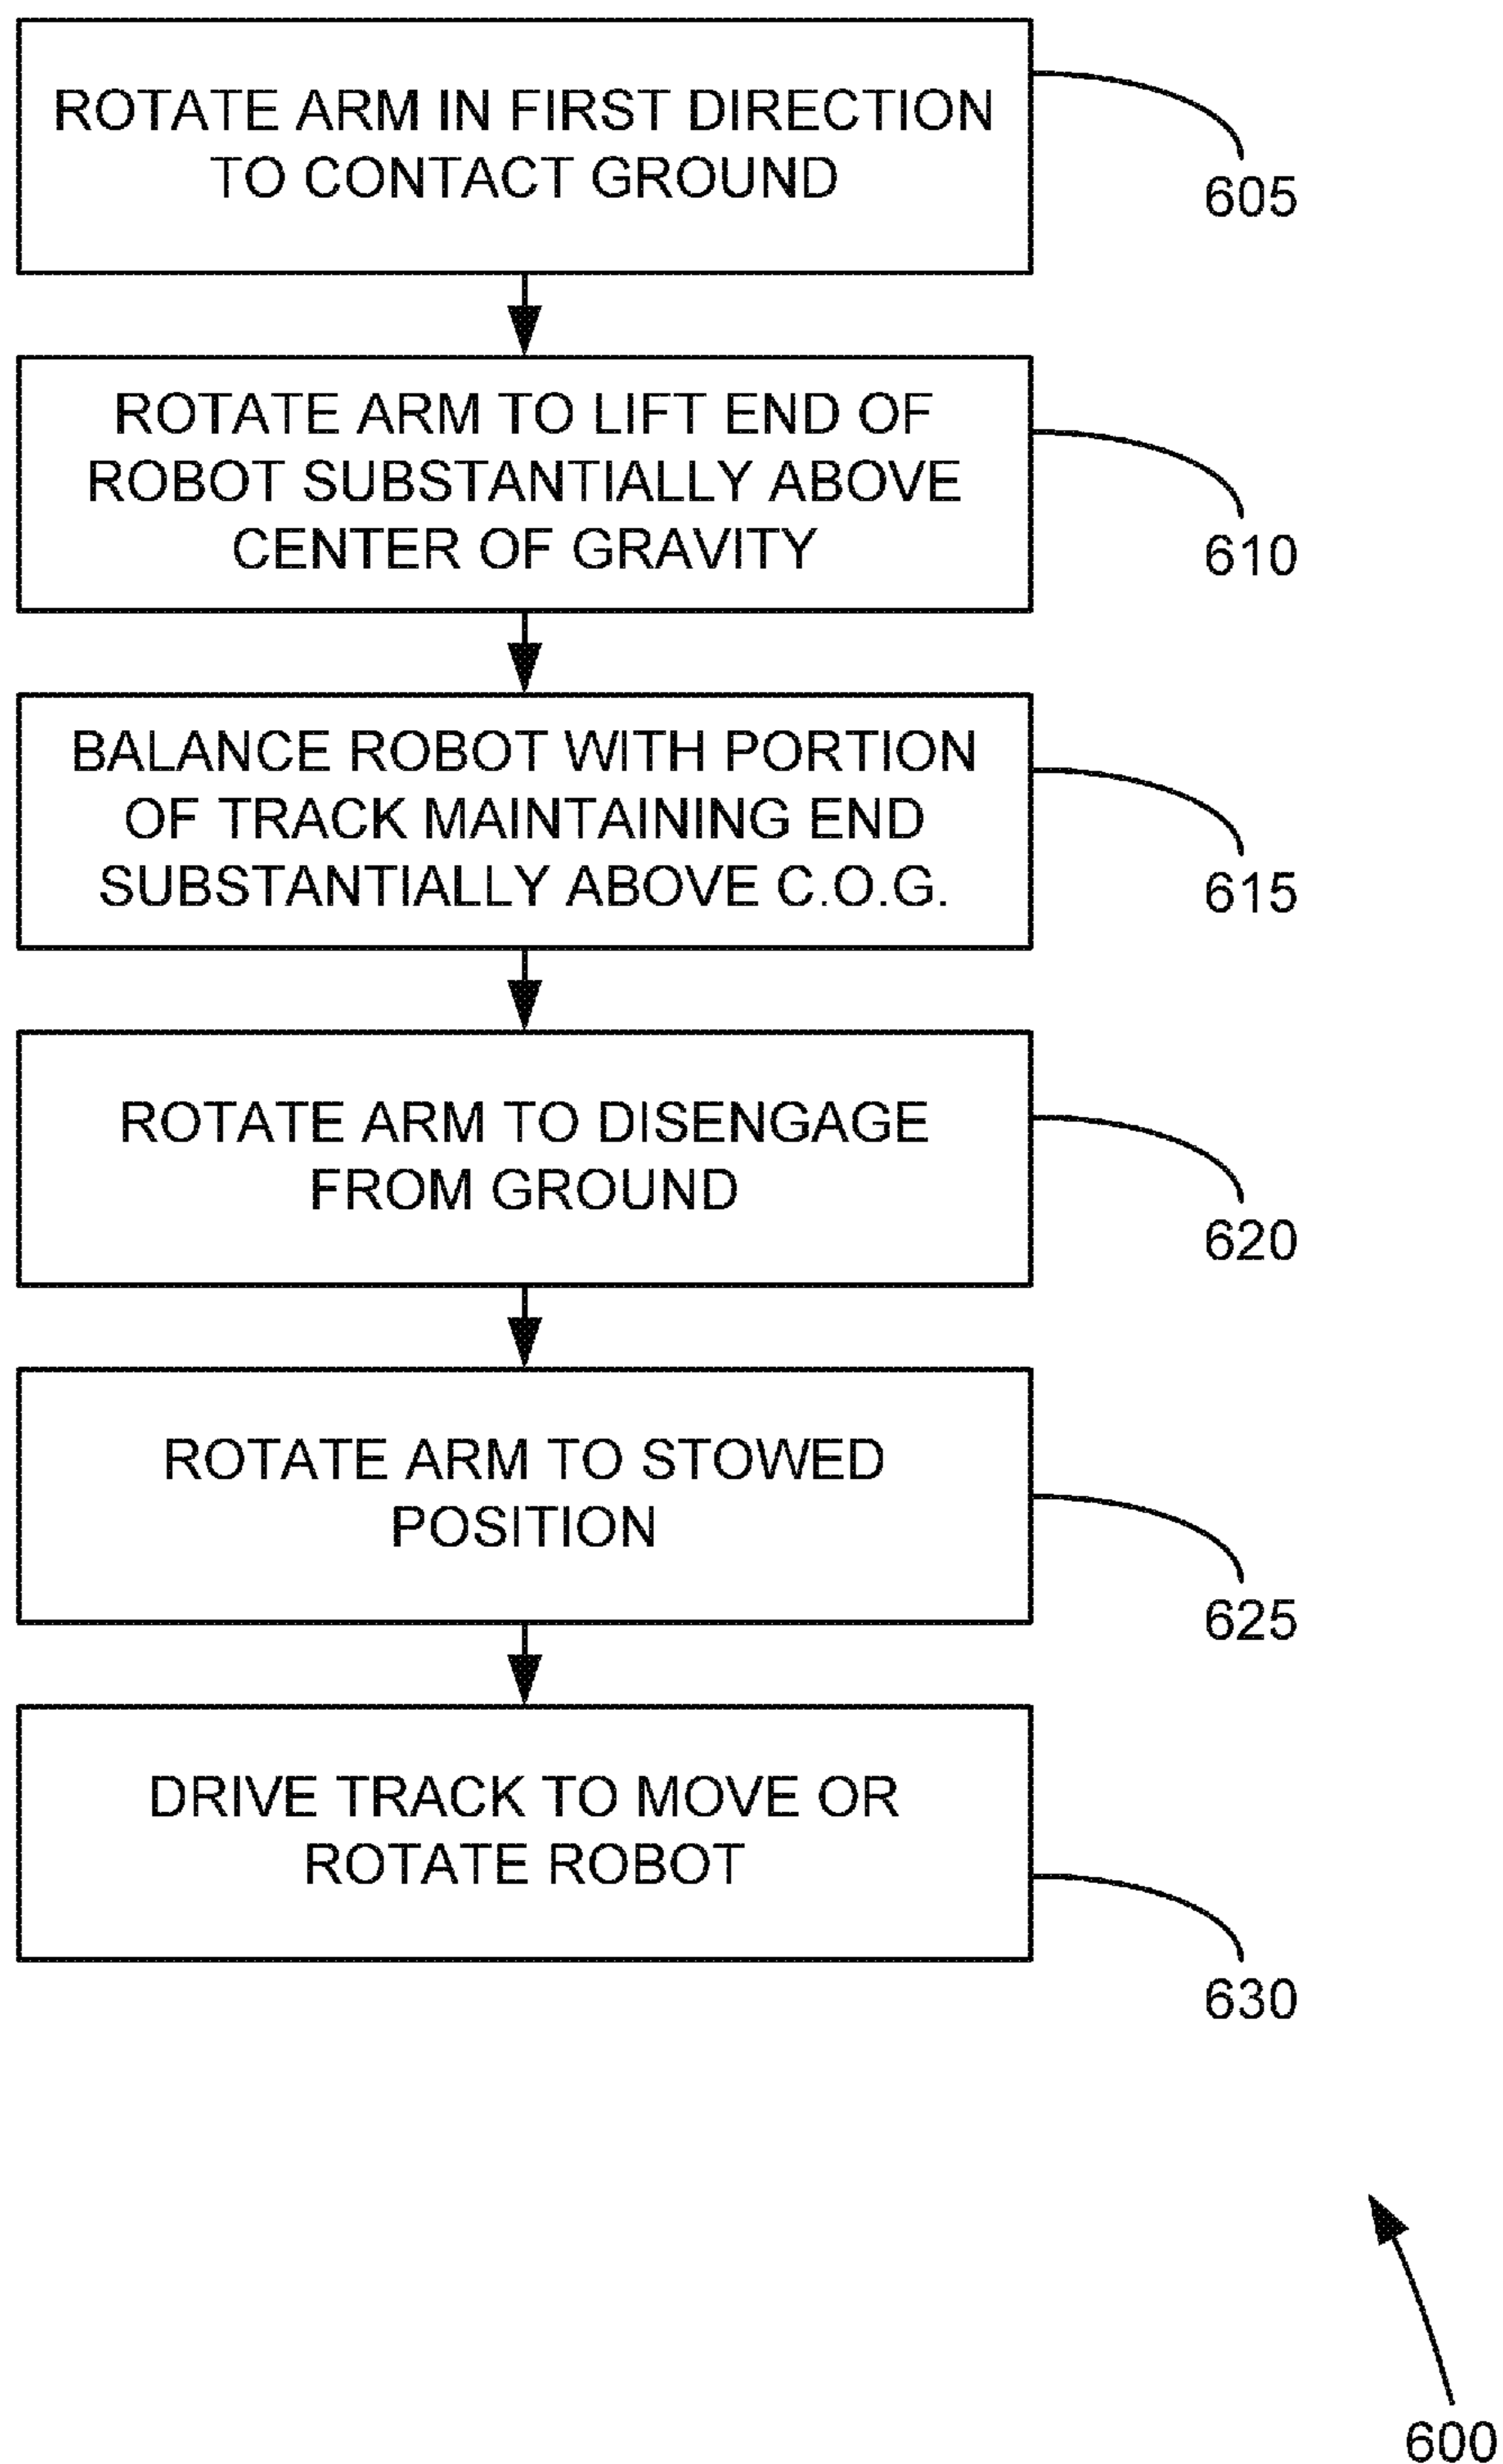 ROTATE ARM IN FIRST DIRECTION
TO CONTACT GROUND
605
ROTATE ARM TO LIFT END OF
ROBOT SUBSTANTIALLY ABOVE
CENTER OF GRAVITY
610
BALANCE ROBOT WITH PORTION
OF TRACK MAINTAINING END
SUBSTANTIALLY ABOVE C.O.G.
615
ROTATE ARM TO DISENGAGE
FROM GROUND
620
ROTATE ARM TO STOWED
POSITION
625
DRIVE TRACK TO MOVE OR
ROTATE ROBOT
630
600